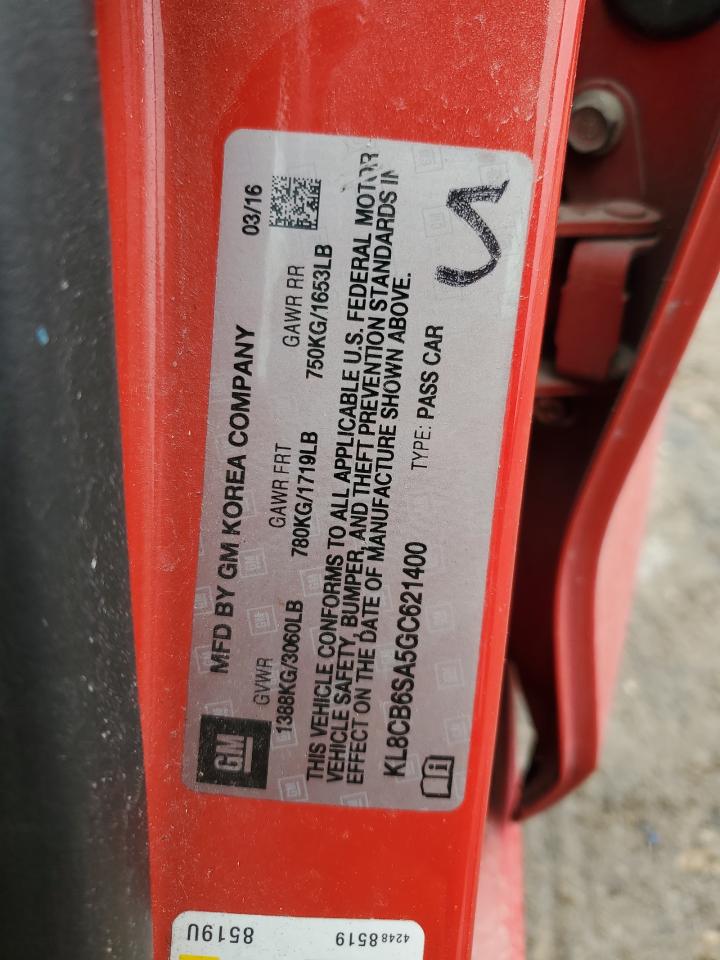 GM
MFD BY GM KOREA COMPANY 03/16
GVWR GAWR FRT GAWR RR
1388KG/3060LB 780KG/1719LB 750KG/1653LB
THIS VEHICLE CONFORMS TO ALL APPLICABLE U.S. FEDERAL MOTOR
VEHICLE SAFETY, BUMPER, AND THEFT PREVENTION STANDARDS IN
EFFECT ON THE DATE OF MANUFACTURE SHOWN ABOVE.
KL8CB6SA5GC621400 TYPE: PASS CAR
8519U
42488519